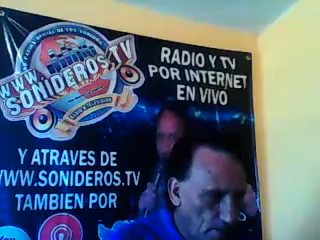 WWW.
SONIDEROS.TV
RADIO Y TV
POR INTERNET
EN VIVO
Y ATRAVES DE
WWW.SONIDEROS.TV
TAMBIEN POR